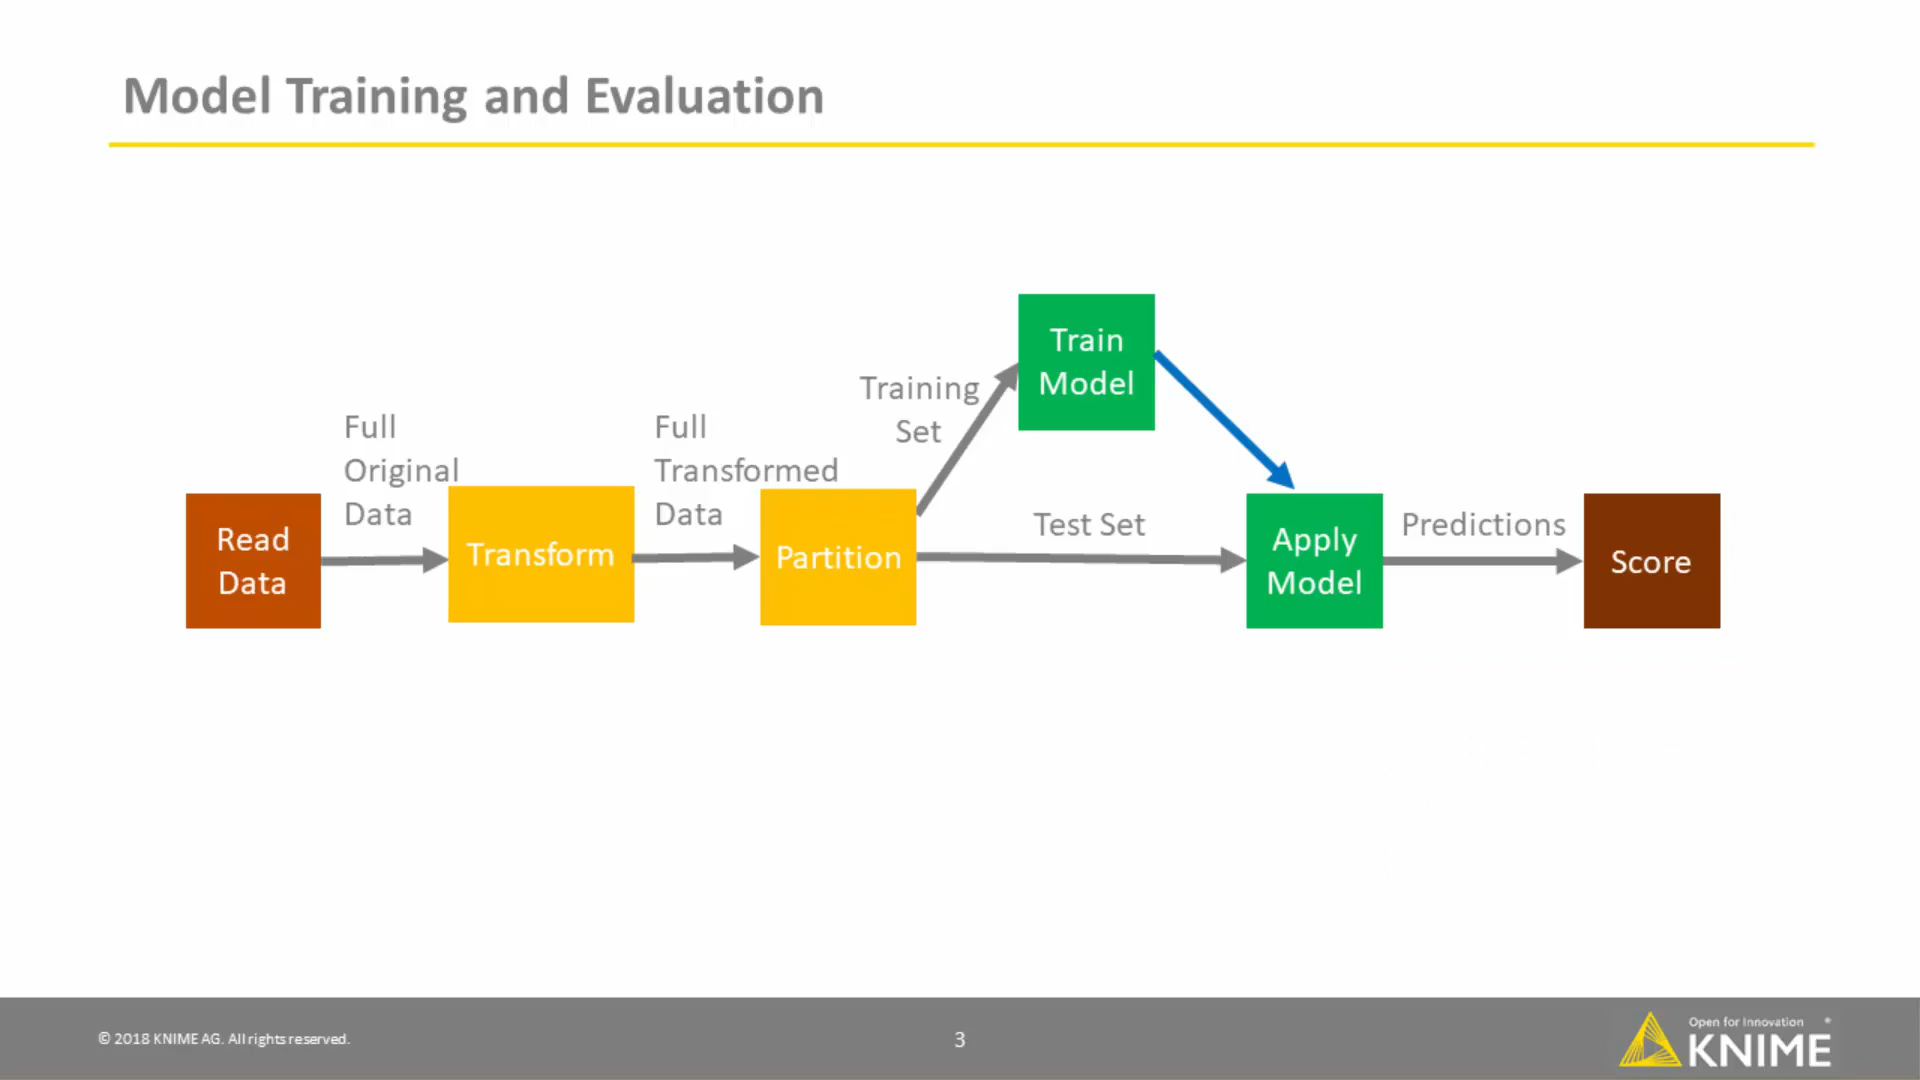 Model Training and Evaluation
Train
Model
Training
Set
Full
Original
Data
Full
Transformed
Data
Read
Data
Transform
Partition
Test Set
Apply
Model
Predictions
Score
© 2018 KNIME AG. All rights reserved.
3
Open for Innovation ®
KNIME